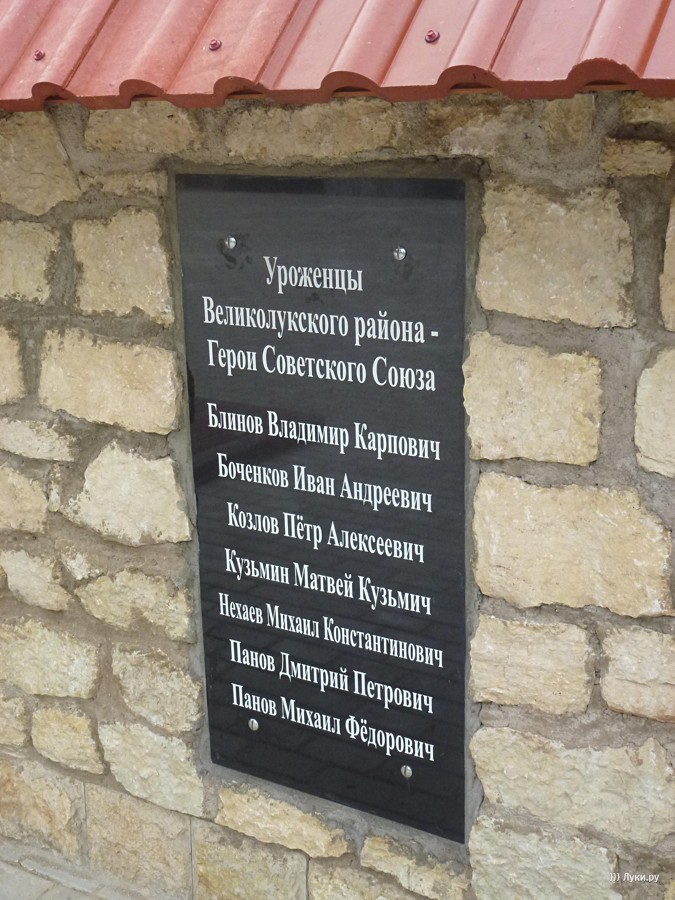 Уроженцы
Великолукского района -
Герои Советского Союза
Блинов Владимир Карпович
Боченков Иван Андреевич
Козлов Пётр Алексеевич
Кузьмин Матвей Кузьмич
Нехаев Михаил Константинович
Панов Дмитрий Петрович
Панов Михаил Фёдорович
))) Луки.ру